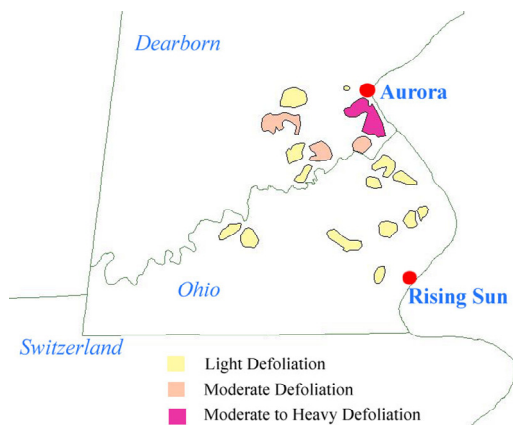 Dearborn
Aurora
Ohio
Rising Sun
Switzerland
Light Defoliation
Moderate Defoliation
Moderate to Heavy Defoliation